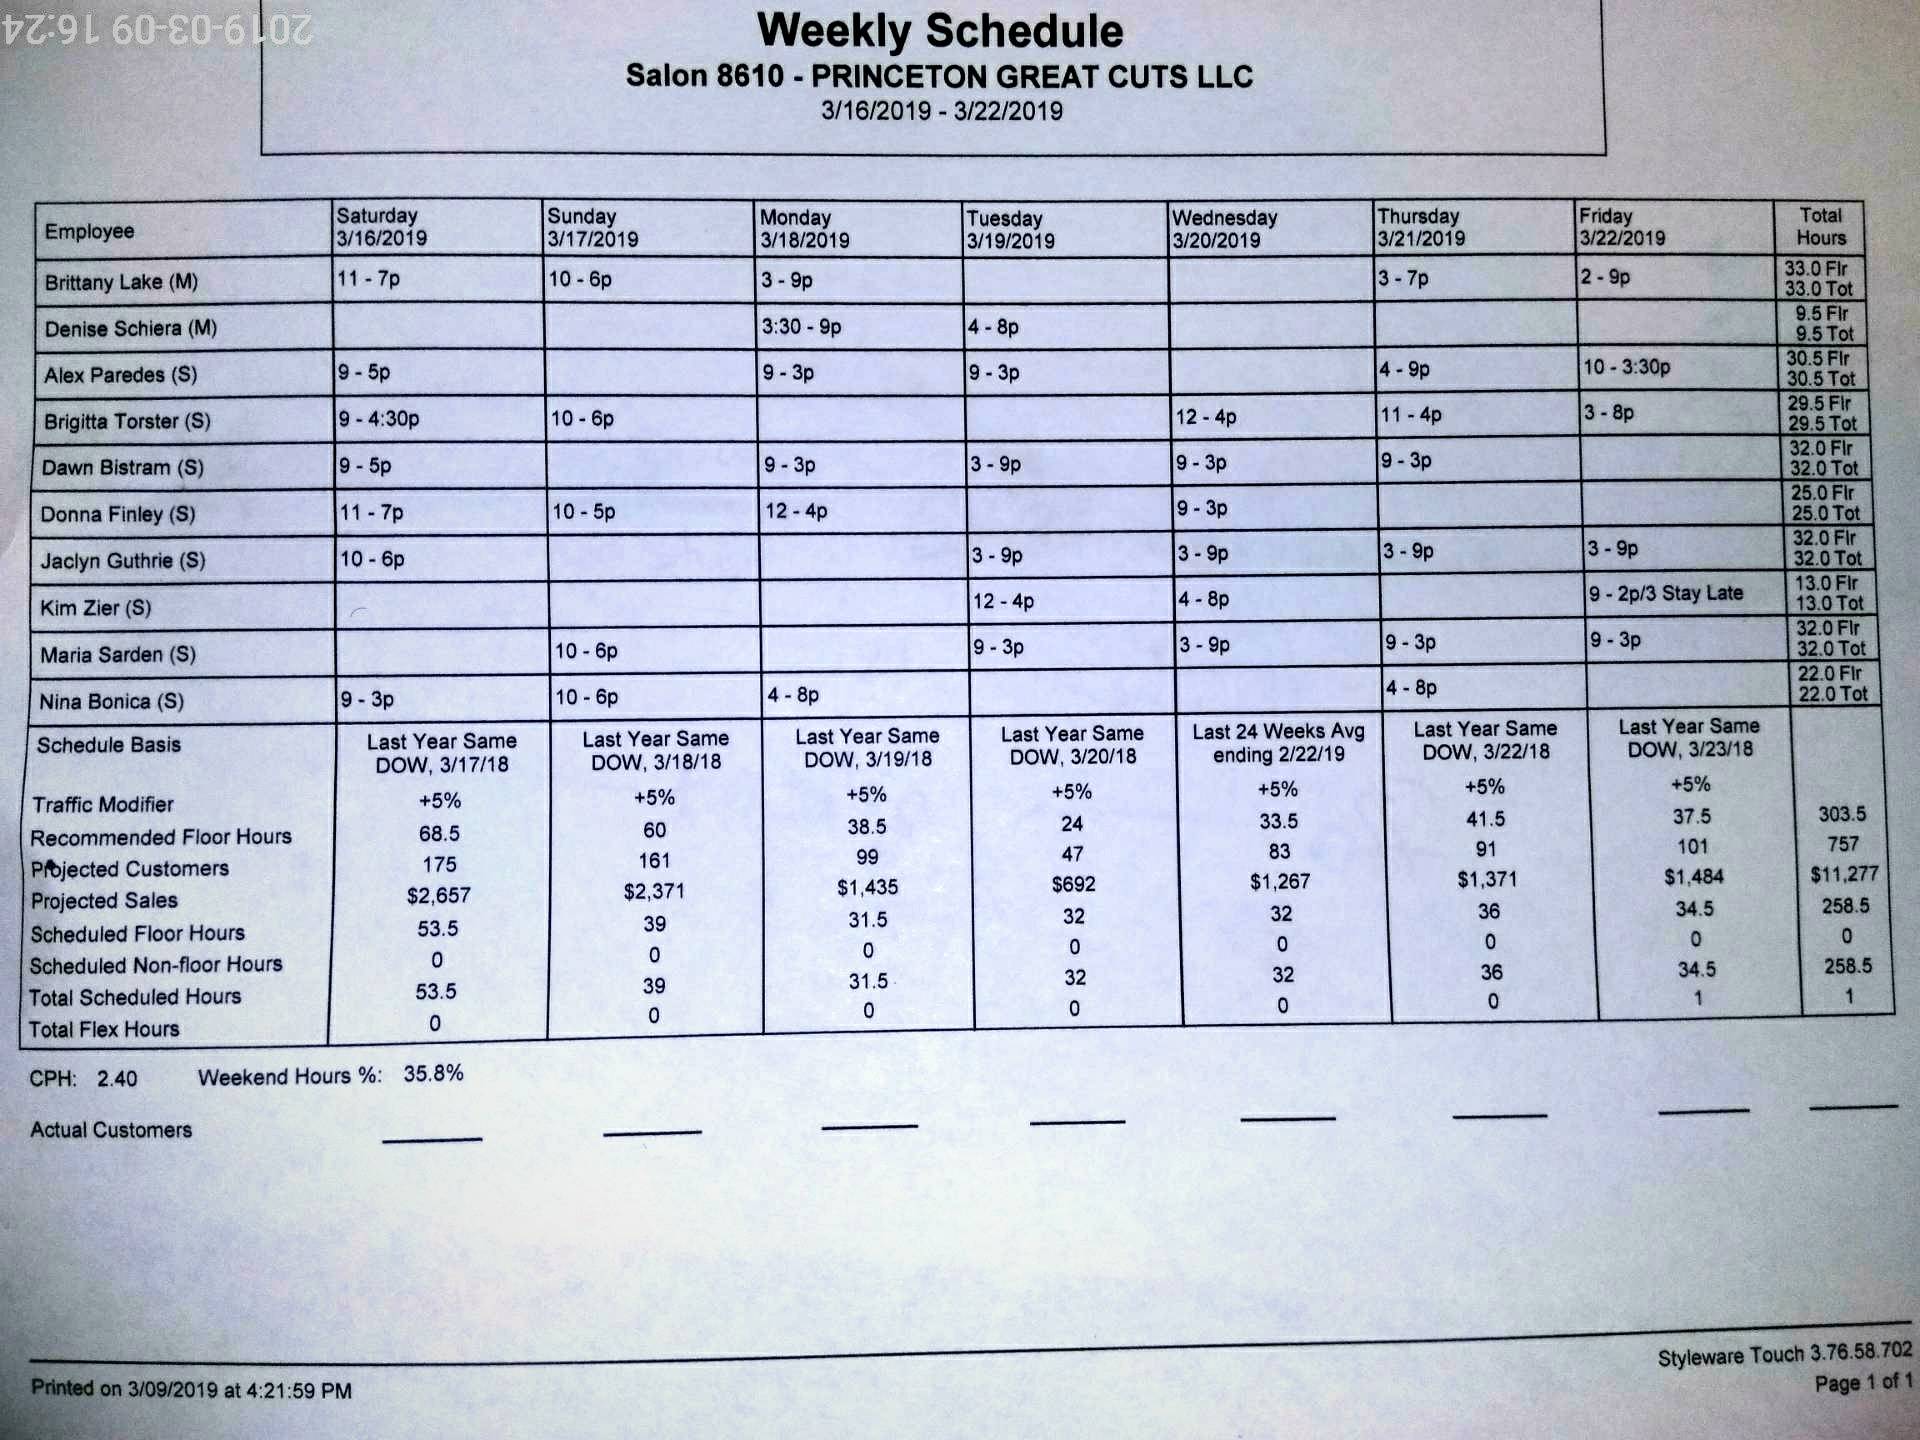 2019-03-09 16:24
Weekly Schedule
Salon 8610 - PRINCETON GREAT CUTS LLC
3/16/2019 - 3/22/2019
Employee Saturday 3/16/2019 Sunday 3/17/2019 Monday 3/18/2019 Tuesday 3/19/2019 Wednesday 3/20/2019 Thursday 3/21/2019 Friday 3/22/2019 Total Hours
Brittany Lake (M) 11 - 7p 10 - 6p 3 - 9p 3 - 7p 2 - 9p 33.0 Flr 33.0 Tot
Denise Schiera (M) 3:30 - 9p 4 - 8p 9.5 Flr 9.5 Tot
Alex Paredes (S) 9 - 5p 9 - 3p 9 - 3p 4 - 9p 10 - 3:30p 30.5 Flr 30.5 Tot
Brigitta Torster (S) 9 - 4:30p 10 - 6p 12 - 4p 11 - 4p 3 - 8p 29.5 Flr 29.5 Tot
Dawn Bistram (S) 9 - 5p 9 - 3p 3 - 9p 9 - 3p 9 - 3p 32.0 Flr 32.0 Tot
Donna Finley (S) 11 - 7p 10 - 5p 12 - 4p 9 - 3p 25.0 Flr 25.0 Tot
Jaclyn Guthrie (S) 10 - 6p 3 - 9p 3 - 9p 3 - 9p 3 - 9p 32.0 Flr 32.0 Tot
Kim Zier (S) 12 - 4p 4 - 8p 9 - 2p/3 Stay Late 13.0 Flr 13.0 Tot
Maria Sarden (S) 10 - 6p 9 - 3p 3 - 9p 9 - 3p 9 - 3p 32.0 Flr 32.0 Tot
Nina Bonica (S) 9 - 3p 10 - 6p 4 - 8p 4 - 8p 22.0 Flr 22.0 Tot
Schedule Basis Last Year Same DOW, 3/17/18 Last Year Same DOW, 3/18/18 Last Year Same DOW, 3/19/18 Last Year Same DOW, 3/20/18 Last 24 Weeks Avg ending 2/22/19 Last Year Same DOW, 3/22/18 Last Year Same DOW, 3/23/18
Traffic Modifier +5% +5% +5% +5% +5% +5% +5%
Recommended Floor Hours 68.5 60 38.5 24 33.5 41.5 37.5 303.5
Projected Customers 175 161 99 47 83 91 101 757
Projected Sales $2,657 $2,371 $1,435 $692 $1,267 $1,371 $1,484 $11,277
Scheduled Floor Hours 53.5 39 31.5 32 32 36 34.5 258.5
Scheduled Non-floor Hours 0 0 0 0 0 0 0 0
Total Scheduled Hours 53.5 39 31.5 32 32 36 34.5 258.5
Total Flex Hours 0 0 0 0 0 0 1 1
CPH: 2.40 Weekend Hours %: 35.8%
Actual Customers
Styleware Touch 3.76.58.702
Printed on 3/09/2019 at 4:21:59 PM
Page 1 of 1